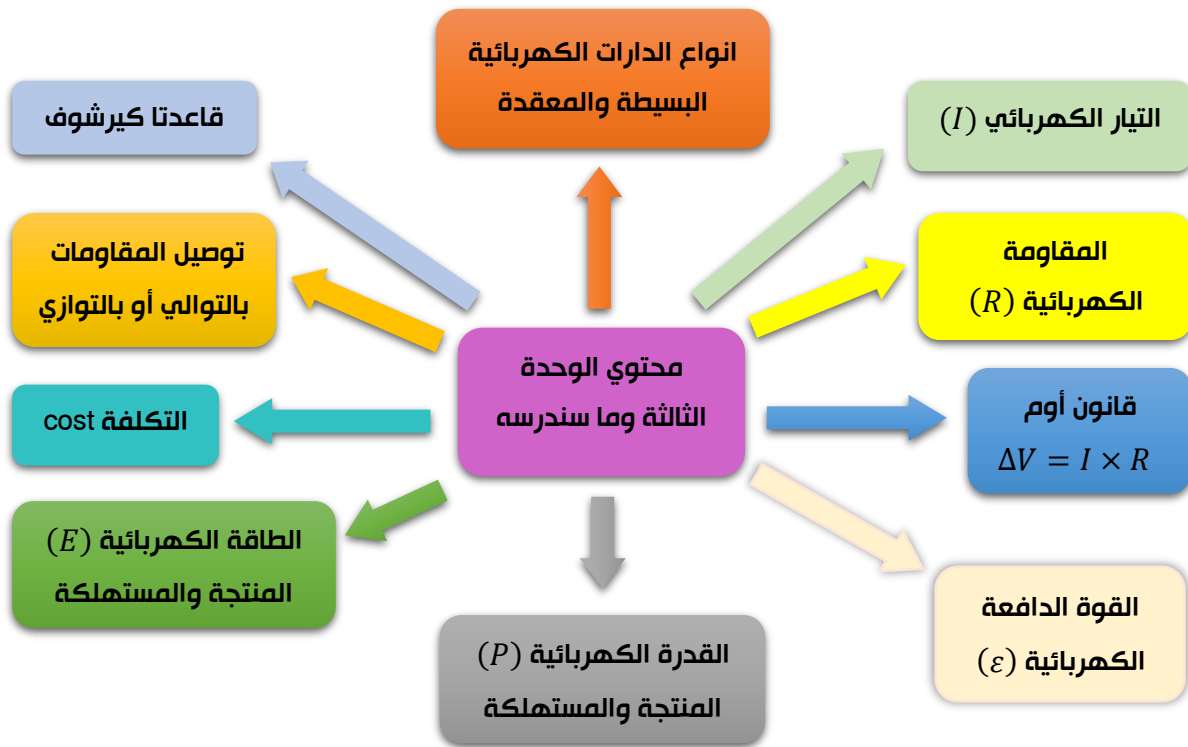 انواع الدارات الكهربائية
البسيطة والمعقدة
التيار الكهربائي (I)
قاعدتا كيرشوف
المقاومة
الكهربائية (R)
توصيل المقاومات
بالتوالي أو بالتوازي
محتوي الوحدة
الثالثة وما سندرسه
قانون أوم
ΔV = I × R
التكلفة cost
الطاقة الكهربائية (E)
المنتجة والمستهلكة
القوة الدافعة
الكهربائية (ε)
القدرة الكهربائية (P)
المنتجة والمستهلكة